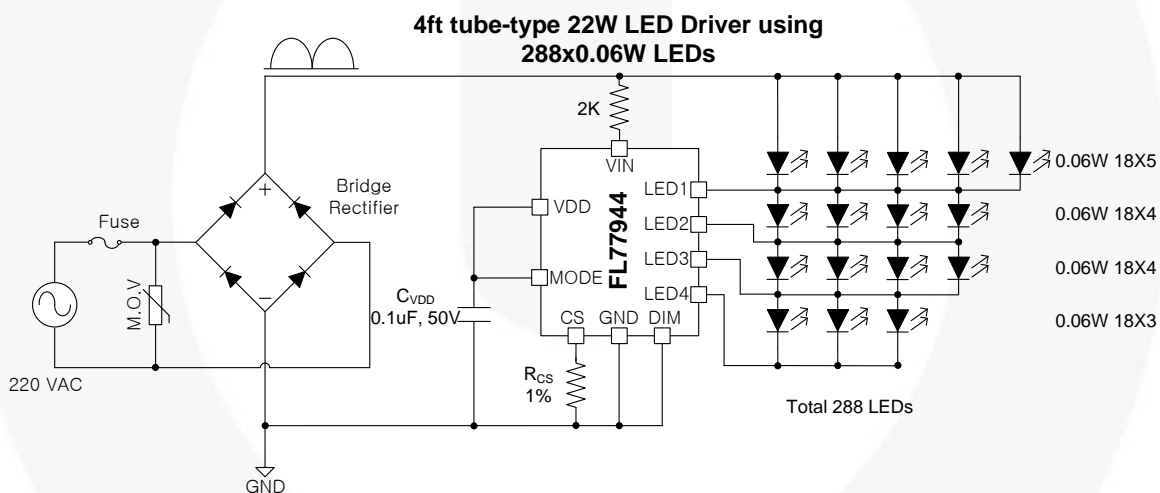 4ft tube-type 22W LED Driver using
288x0.06W LEDs
2K
VIN
LED1
0.06W 18X5
Bridge
Rectifier
+
VDD
FL77944
LED2
0.06W 18X4
Fuse
LED3
0.06W 18X4
MODE
M.O.V
-
LED4
CVDD
0.1uF, 50V
CS
GND
DIM
0.06W 18X3
220 VAC
RCS
1%
Total 288 LEDs
GND